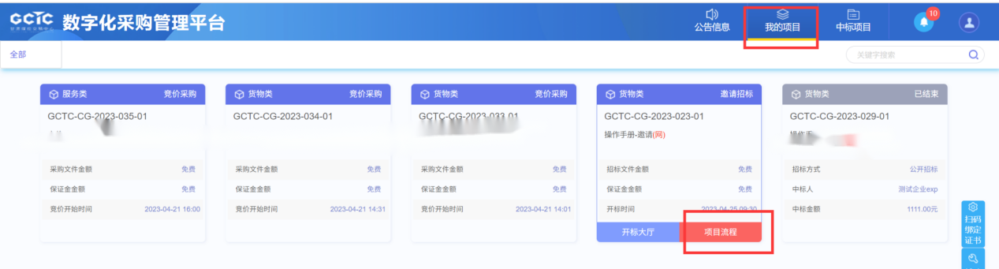 GCTC 数字化采购管理平台
公告信息 我的项目 中标项目 10
全部 关键字搜索
服务类 竞价采购
GCTC-CG-2023-035-01
采购文件金额 免费
保证金金额 免费
竞价开始时间 2023-04-21 16:00
货物类 竞价采购
GCTC-CG-2023-034-01
采购文件金额 免费
保证金金额 免费
竞价开始时间 2023-04-21 14:31
货物类 竞价采购
GCTC-CG-2023-033-01
采购文件金额 免费
保证金金额 免费
竞价开始时间 2023-04-21 14:01
货物类 邀请招标
GCTC-CG-2023-023-01
操作手册-邀请(网)
招标文件金额 免费
保证金金额 免费
开标时间 2023-04-25 09:30
开标大厅 项目流程
货物类 已结束
GCTC-CG-2023-029-01
招标方式 公开招标
中标人 测试企业exp
中标金额 1111.00元
扫码
绑定
证书